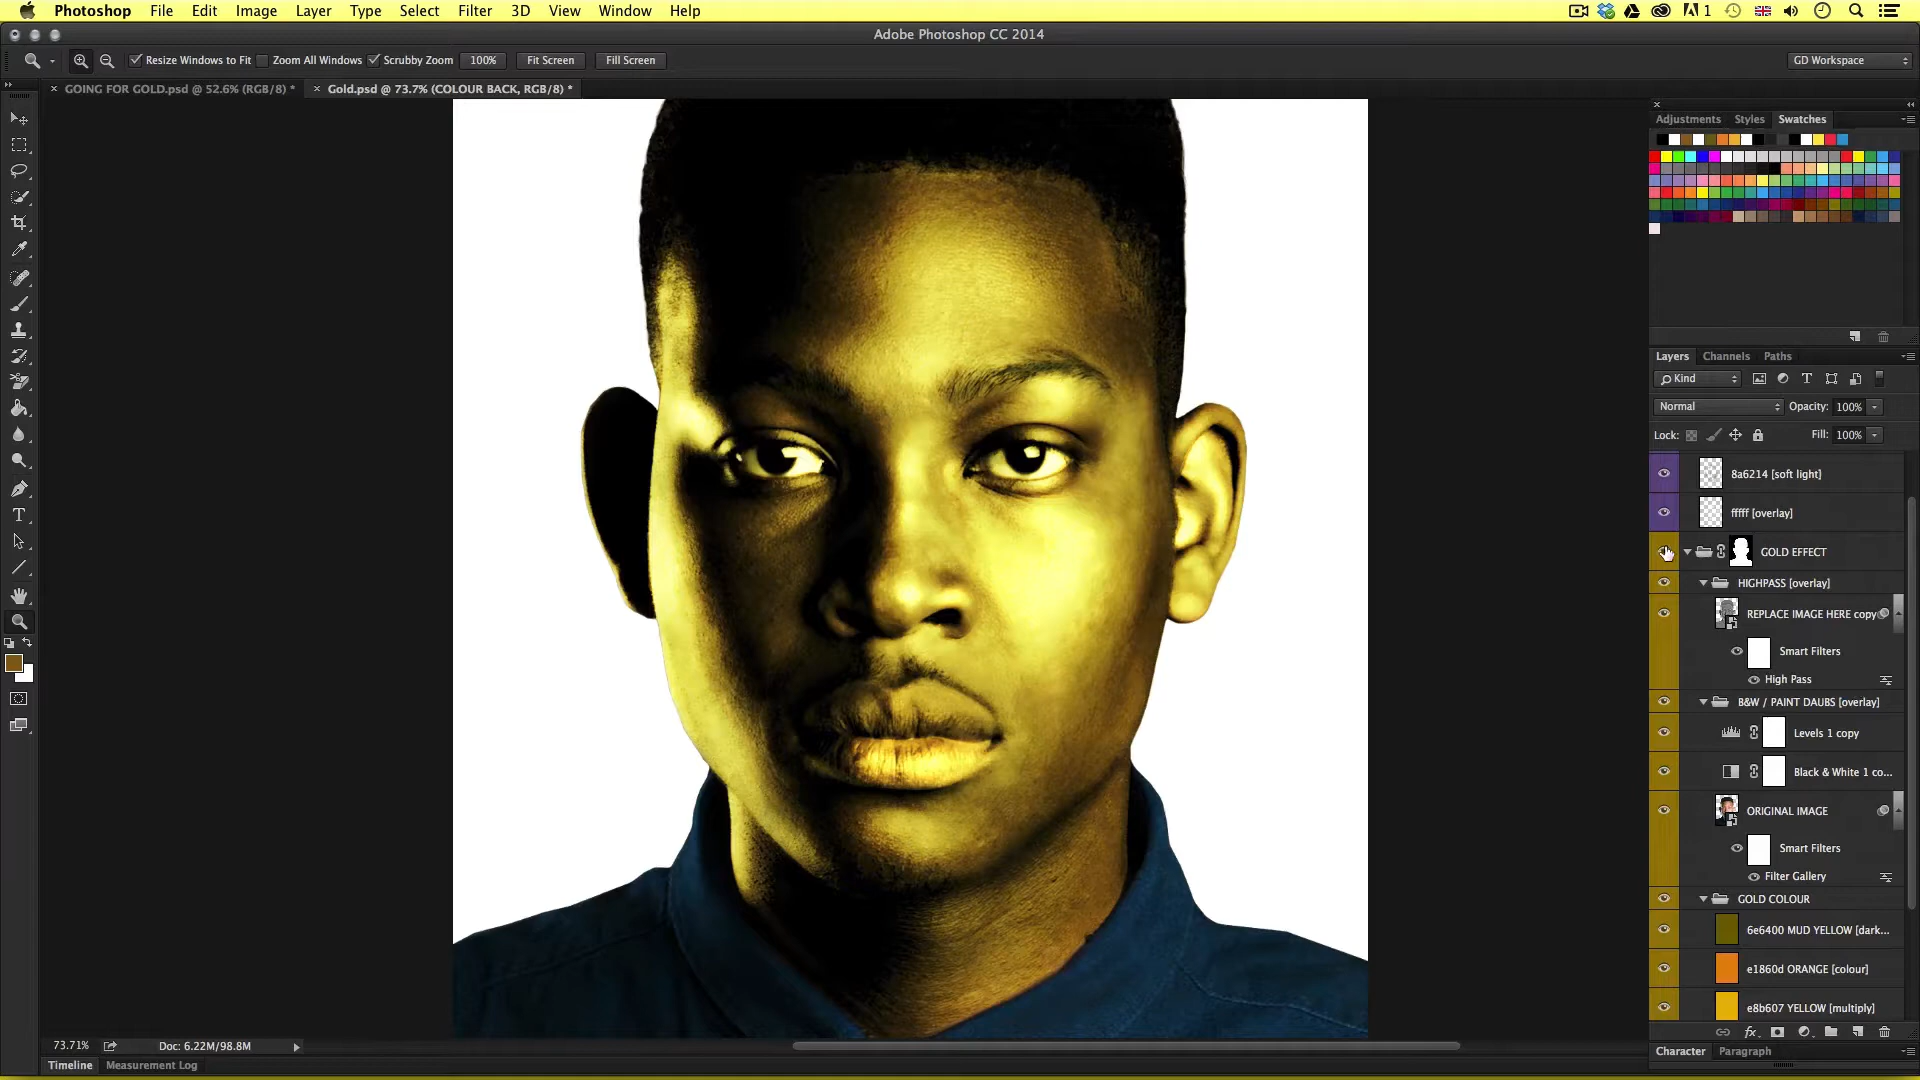 Photoshop File Edit Image Layer Type Select Filter 3D View Window Help 1
Adobe Photoshop CC 2014
Resize Windows to Fit Zoom All Windows Scrubby Zoom 100% Fit Screen Fill Screen GD Workspace
GOING FOR GOLD.psd @ 52.6% (RGB/8) * Gold.psd @ 73.7% (COLOUR BACK, RGB/8) *
Adjustments Styles Swatches
Layers Channels Paths
Kind
Normal Opacity: 100%
Lock: Fill: 100%
8a6214 [soft light]
fffff [overlay]
GOLD EFFECT
HIGHPASS [overlay]
REPLACE IMAGE HERE copy
Smart Filters
High Pass
B&W / PAINT DAUBS [overlay]
Levels 1 copy
Black & White 1 co...
ORIGINAL IMAGE
Smart Filters
Filter Gallery
GOLD COLOUR
6e6400 MUD YELLOW [dark...
e1860d ORANGE [colour]
e8b607 YELLOW [multiply]
73.71% Doc: 6.22M/98.8M
Timeline Measurement Log
Character Paragraph